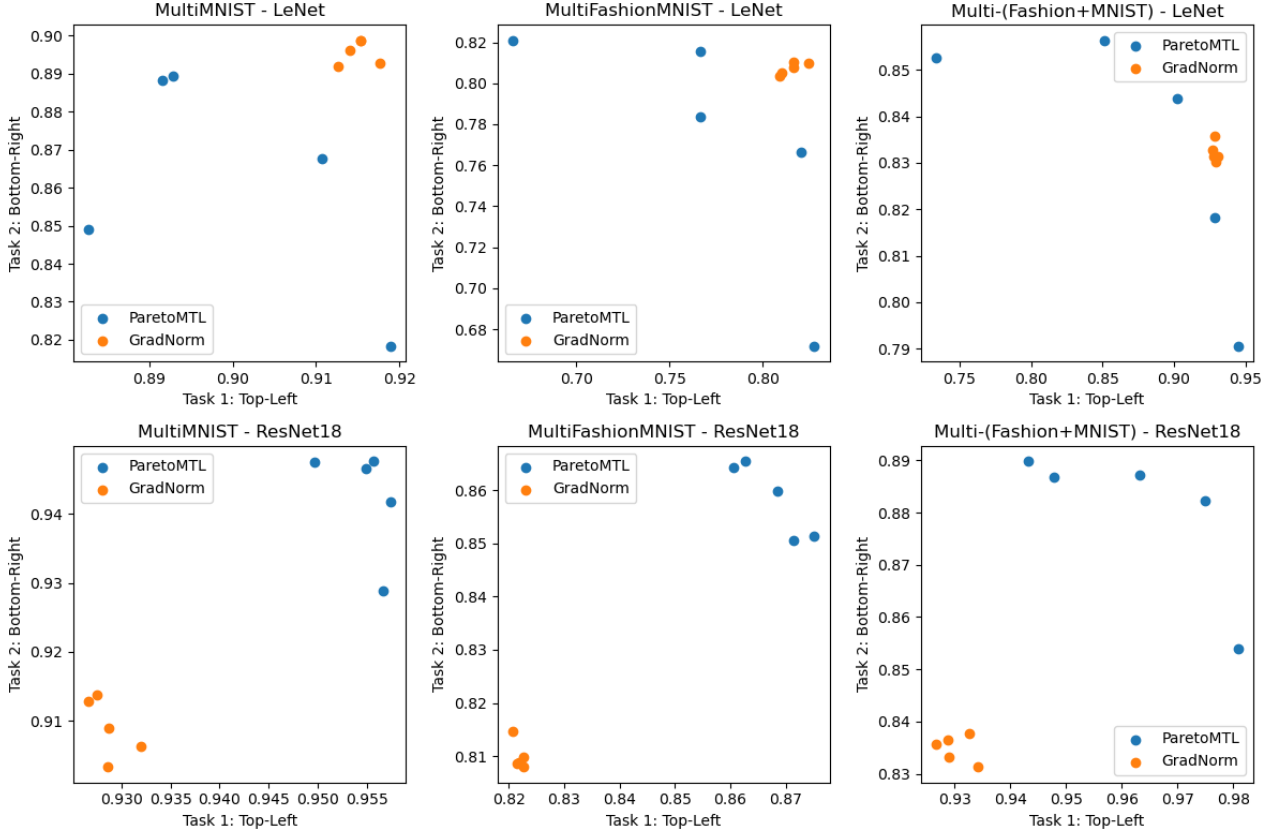 MultiMNIST - LeNet
Task 2: Bottom-Right
0.90
0.89
0.88
0.87
0.86
0.85
0.84
0.83
0.82
ParetoMTL
GradNorm
0.89
0.90
0.91
0.92
Task 1: Top-Left
MultiFashionMNIST - LeNet
Task 2: Bottom-Right
0.82
0.80
0.78
0.76
0.74
0.72
0.70
0.68
ParetoMTL
GradNorm
0.70
0.75
0.80
Task 1: Top-Left
Multi-(Fashion+MNIST) - LeNet
Task 2: Bottom-Right
0.85
0.84
0.83
0.82
0.81
0.80
0.79
ParetoMTL
GradNorm
0.75
0.80
0.85
0.90
0.95
Task 1: Top-Left
MultiMNIST - ResNet18
Task 2: Bottom-Right
0.94
0.93
0.92
0.91
ParetoMTL
GradNorm
0.930
0.935
0.940
0.945
0.950
0.955
Task 1: Top-Left
MultiFashionMNIST - ResNet18
Task 2: Bottom-Right
0.86
0.85
0.84
0.83
0.82
0.81
ParetoMTL
GradNorm
0.82
0.83
0.84
0.85
0.86
0.87
Task 1: Top-Left
Multi-(Fashion+MNIST) - ResNet18
Task 2: Bottom-Right
0.89
0.88
0.87
0.86
0.85
0.84
0.83
ParetoMTL
GradNorm
0.93
0.94
0.95
0.96
0.97
0.98
Task 1: Top-Left